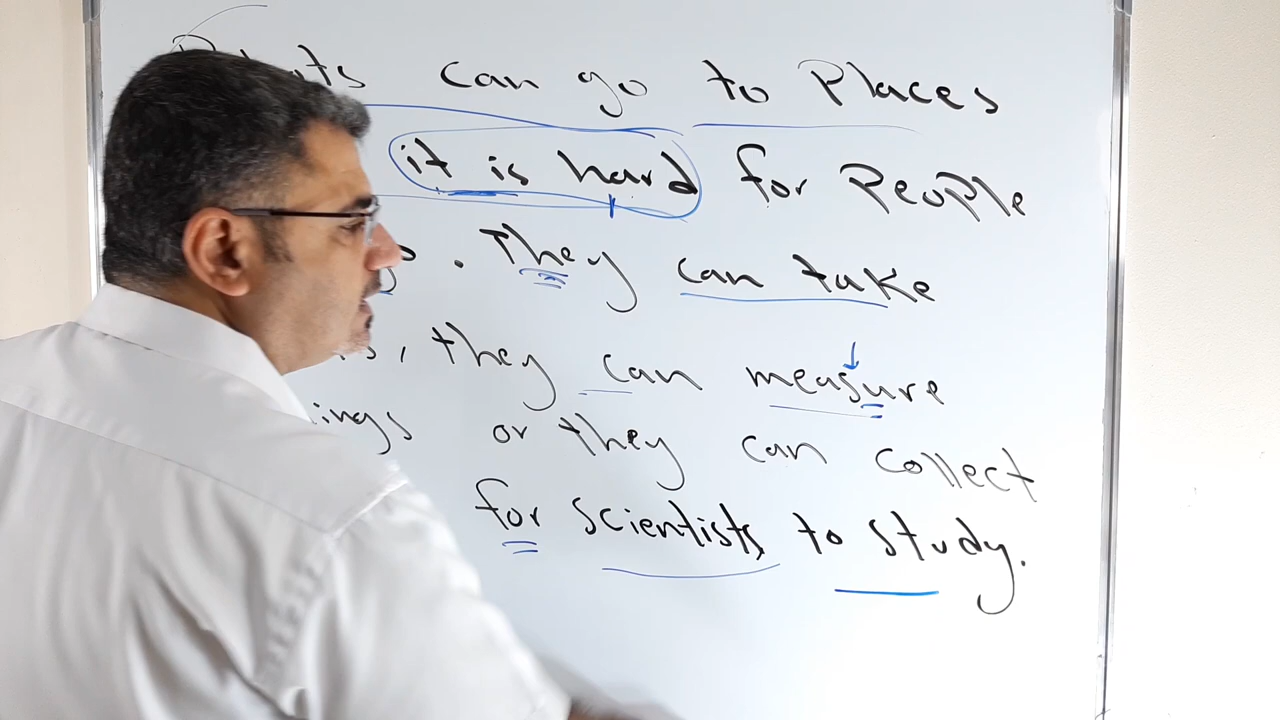 can go to Places
it is hard for People
. They can take
, they can measure
or they can collect
for scientists to study.